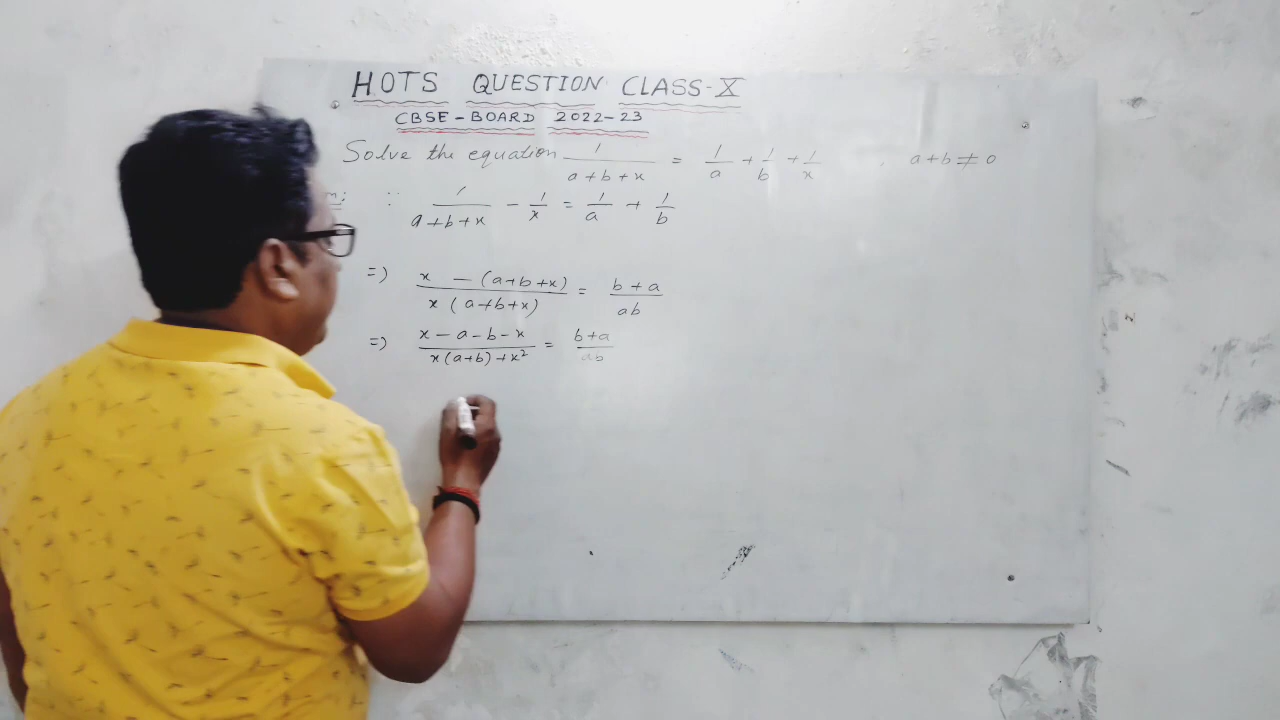 HOTS QUESTION CLASS-X
CBSE-BOARD 2022-23
Solve the equation 1/(a+b+x) = 1/a + 1/b + 1/x , a+b≠0
∵ 1/(a+b+x) - 1/x = 1/a + 1/b
=) (x - (a+b+x))/(x(a+b+x)) = (b+a)/(ab)
=) (x-a-b-x)/(x(a+b)+x²) = (b+a)/(ab)